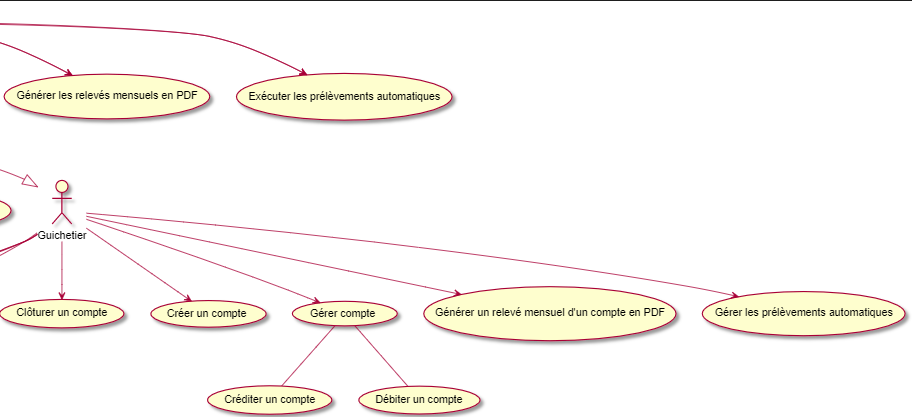 Générer les relevés mensuels en PDF
Exécuter les prélèvements automatiques
Guichetier
Clôturer un compte
Créer un compte
Gérer compte
Générer un relevé mensuel d'un compte en PDF
Gérer les prélèvements automatiques
Créditer un compte
Débiter un compte